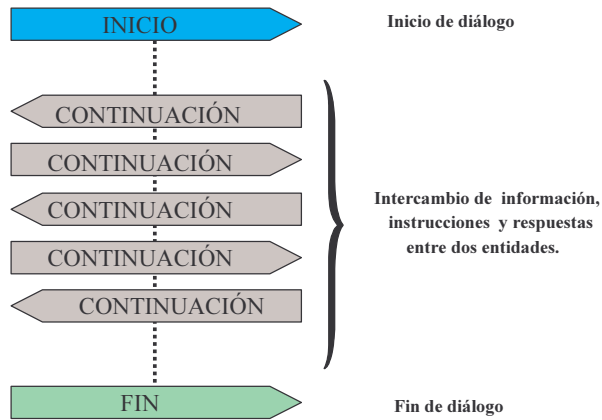 INICIO
Inicio de diálogo
CONTINUACIÓN
CONTINUACIÓN
CONTINUACIÓN
CONTINUACIÓN
CONTINUACIÓN
Intercambio de información,
instrucciones y respuestas
entre dos entidades.
FIN
Fin de diálogo